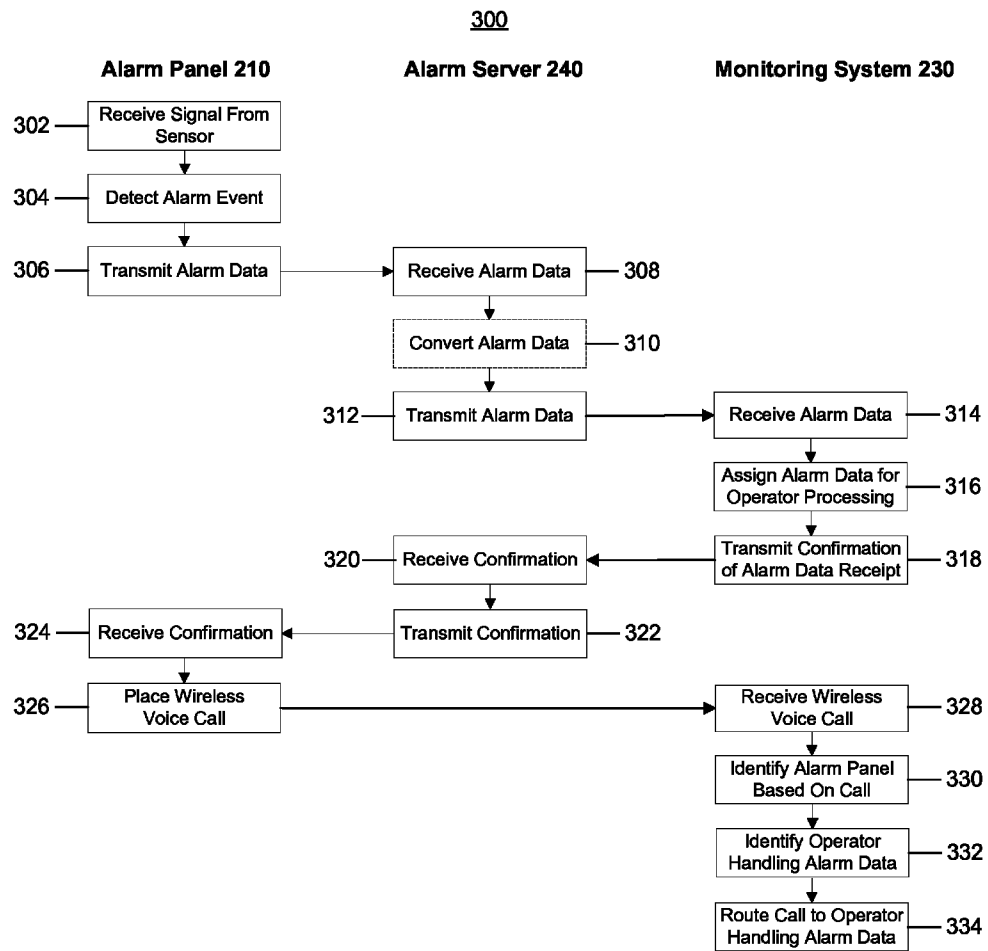 300
Alarm Panel 210
Alarm Server 240
Monitoring System 230
302
Receive Signal From
Sensor
304
Detect Alarm Event
306
Transmit Alarm Data
Receive Alarm Data
308
Convert Alarm Data
310
312
Transmit Alarm Data
Receive Alarm Data
314
Assign Alarm Data for
Operator Processing
316
320
Receive Confirmation
Transmit Confirmation
of Alarm Data Receipt
318
324
Receive Confirmation
Transmit Confirmation
322
326
Place Wireless
Voice Call
Receive Wireless
Voice Call
328
Identify Alarm Panel
Based On Call
330
Identify Operator
Handling Alarm Data
332
Route Call to Operator
Handling Alarm Data
334